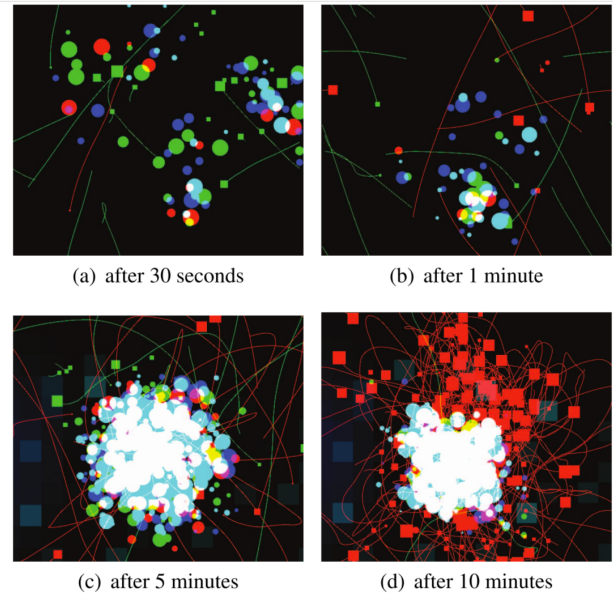 (a) after 30 seconds
(b) after 1 minute
(c) after 5 minutes
(d) after 10 minutes